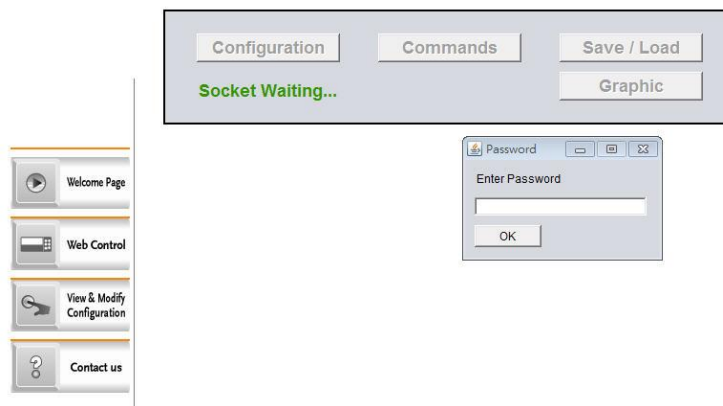 Configuration
Commands
Save / Load
Socket Waiting...
Graphic
Password
Enter Password
OK
Welcome Page
Web Control
View & Modify
Configuration
Contact us